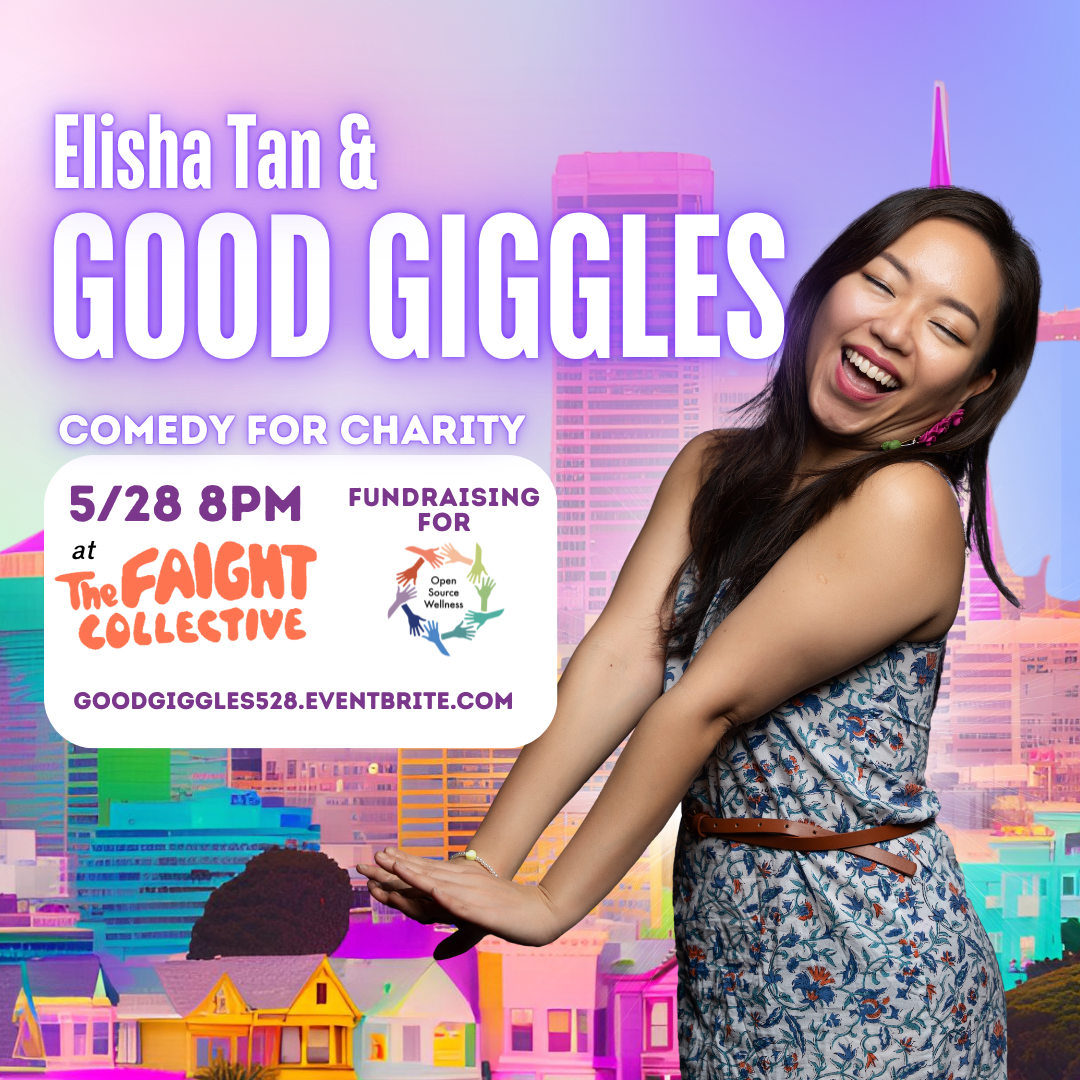 Elisha Tan &
GOOD GIGGLES
COMEDY FOR CHARITY
5/28 8PM
at
The FAIGHT
COLLECTIVE
FUNDRAISING
FOR
Open
Source
Wellness
GOODGIGGLES528.EVENTBRITE.COM